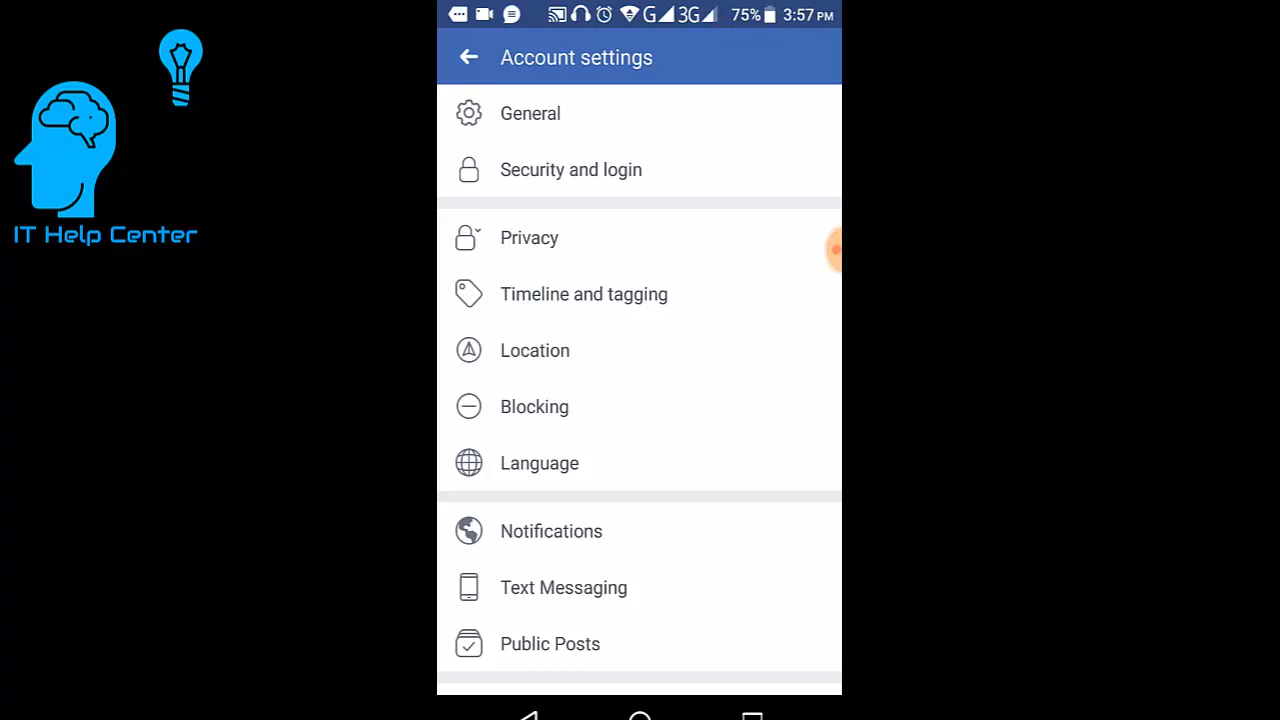 G 3G 75% 3:57 PM
Account settings
General
Security and login
Privacy
Timeline and tagging
Location
Blocking
Language
Notifications
Text Messaging
Public Posts
IT Help Center